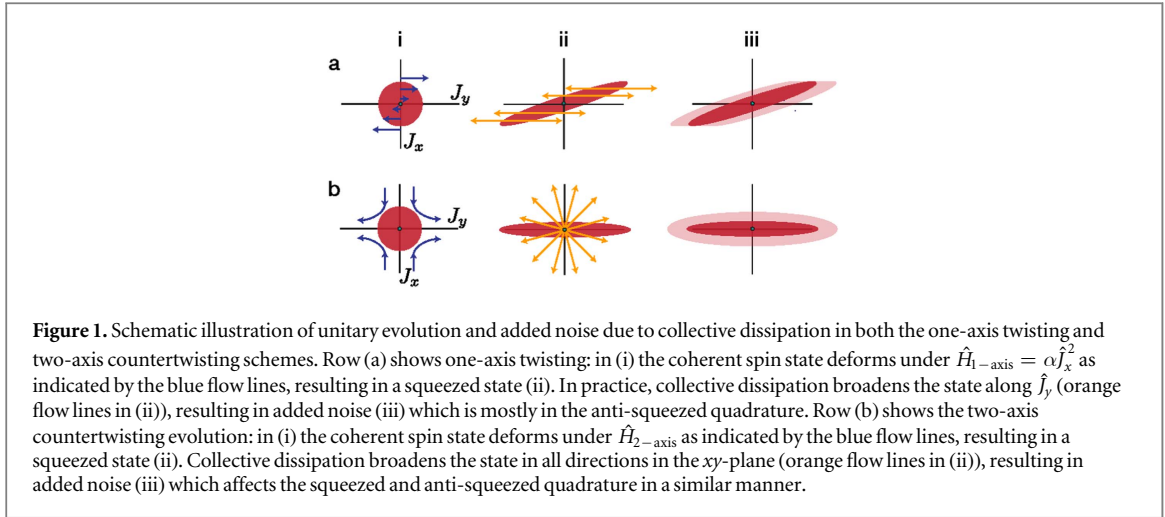 i ii iii
a
J_y
J_x
b
J_y
J_x
Figure 1. Schematic illustration of unitary evolution and added noise due to collective dissipation in both the one-axis twisting and
two-axis countertwisting schemes. Row (a) shows one-axis twisting: in (i) the coherent spin state deforms under Ĥ_{1−axis} = αĴ_x^2 as
indicated by the blue flow lines, resulting in a squeezed state (ii). In practice, collective dissipation broadens the state along Ĵ_y (orange
flow lines in (ii)), resulting in added noise (iii) which is mostly in the anti-squeezed quadrature. Row (b) shows the two-axis
countertwisting evolution: in (i) the coherent spin state deforms under Ĥ_{2−axis} as indicated by the blue flow lines, resulting in a
squeezed state (ii). Collective dissipation broadens the state in all directions in the xy-plane (orange flow lines in (ii)), resulting in
added noise (iii) which affects the squeezed and anti-squeezed quadrature in a similar manner.